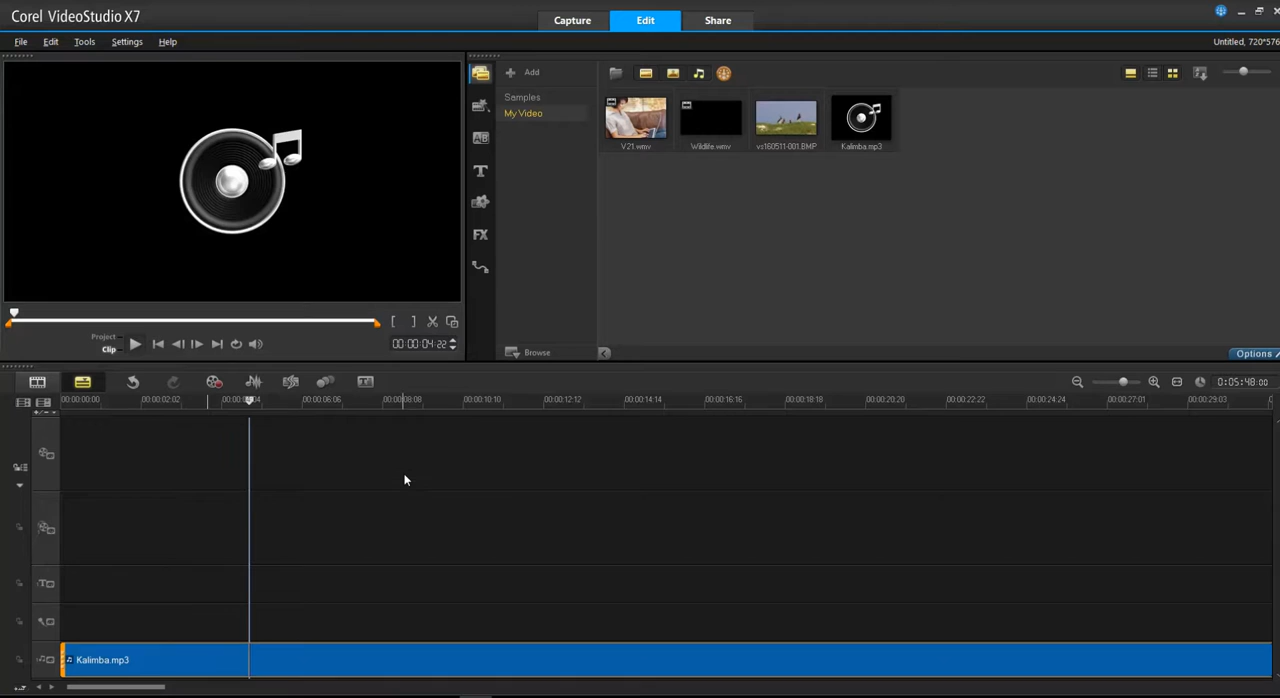 Corel VideoStudio X7
Capture
Edit
Share
File
Edit
Tools
Settings
Help
Untitled, 720*576
Add
Samples
My Video
V21.wmv
Wildlife.wmv
vs160511-001.BMP
Kalimba.mp3
AB
T
FX
Project
Clip
00:00:04:22
Browse
Options
0:05:48:00
00:00:00:00
00:00:02:02
00:00:06:06
00:00:08:08
00:00:10:10
00:00:12:12
00:00:14:14
00:00:16:16
00:00:18:18
00:00:20:20
00:00:22:22
00:00:24:24
00:00:27:01
00:00:29:03
Kalimba.mp3